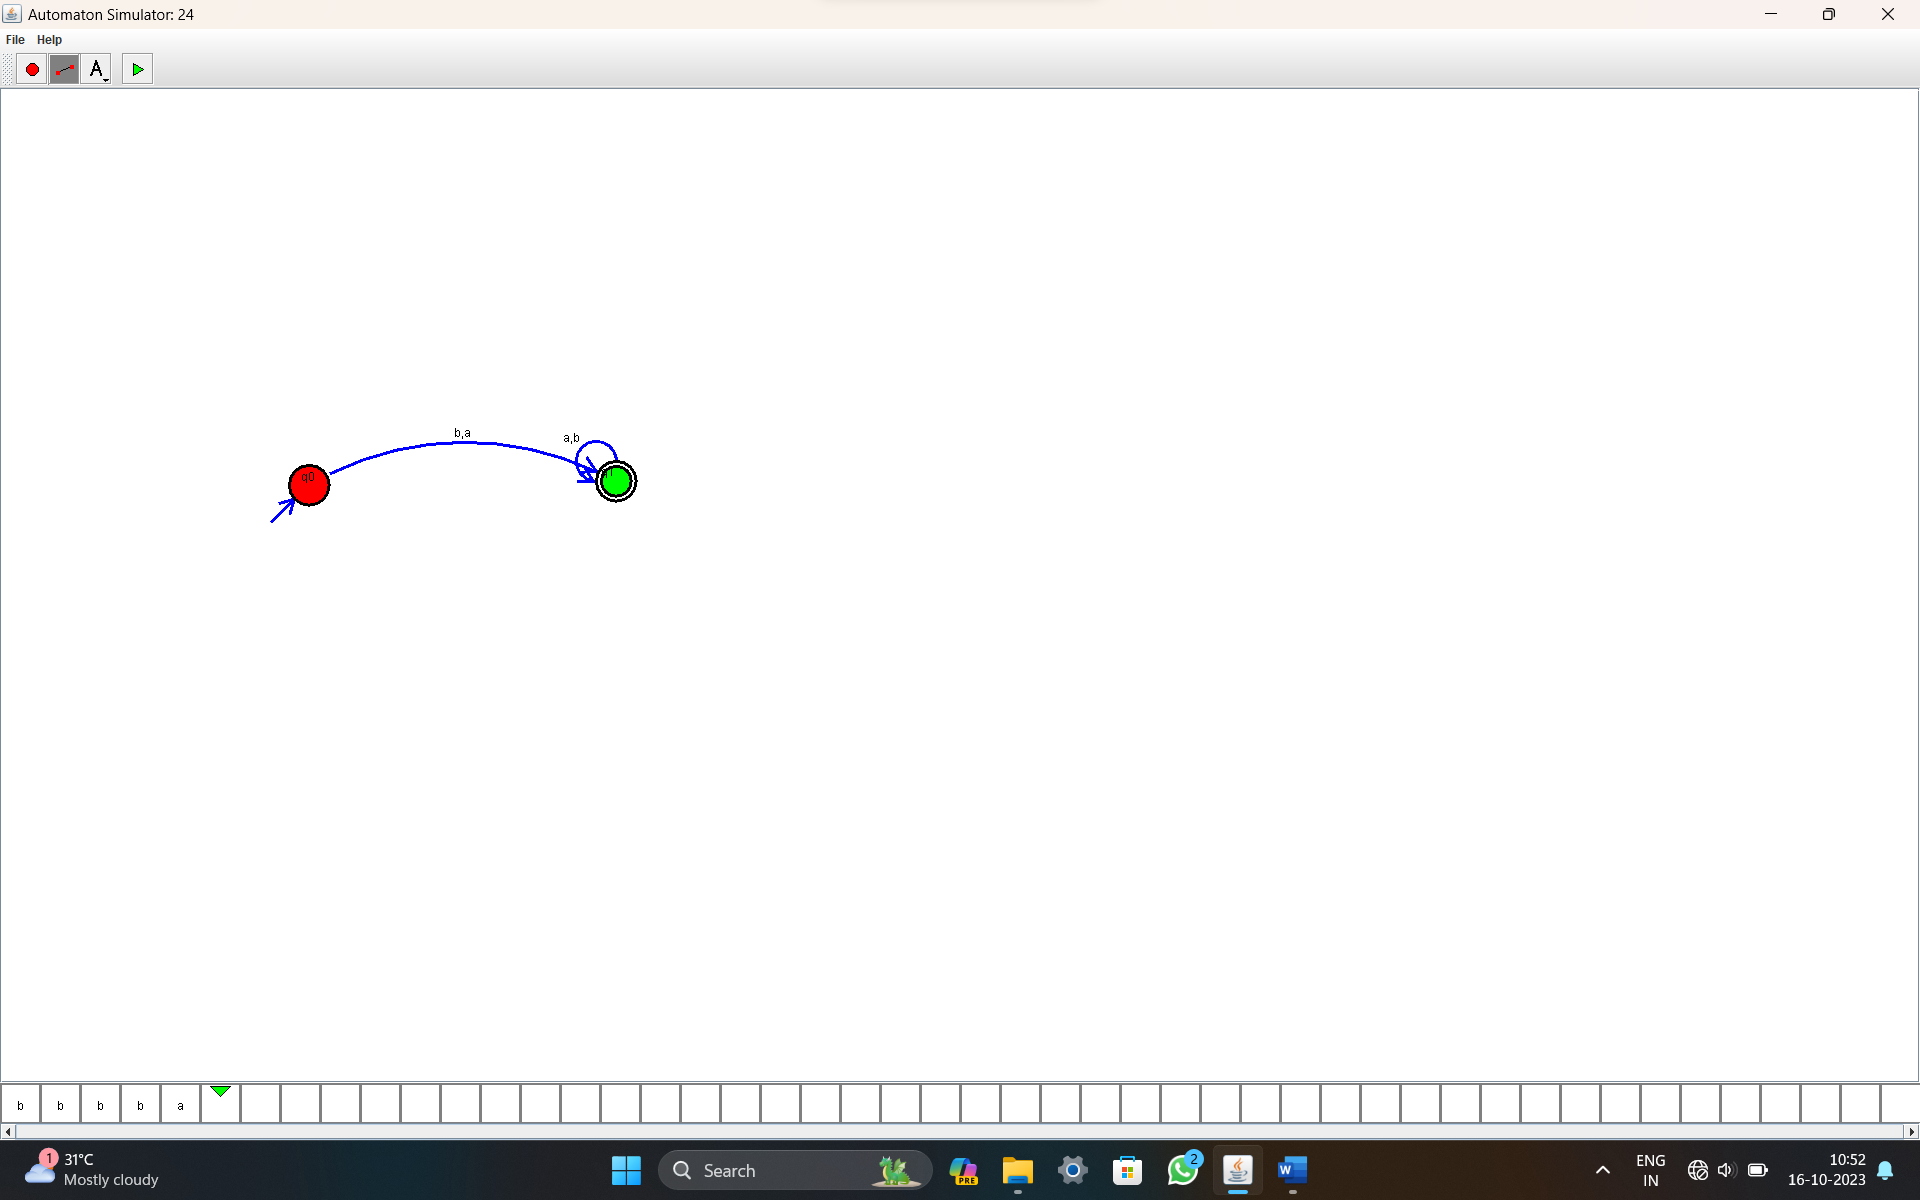 Automaton Simulator: 24
File Help
A
b,a
a,b
q0
b b b b a
1
31°C
Mostly cloudy
Search
PRE
2
W
ENG
IN
10:52
16-10-2023